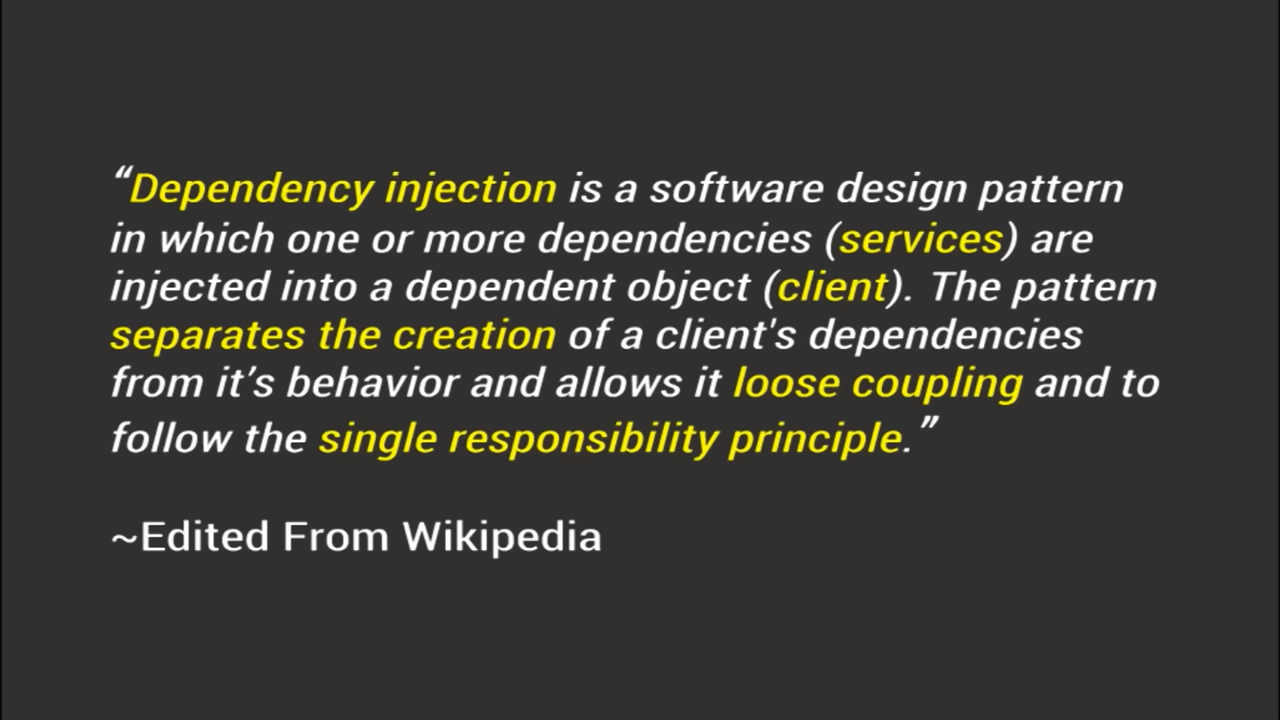 “Dependency injection is a software design pattern
in which one or more dependencies (services) are
injected into a dependent object (client). The pattern
separates the creation of a client's dependencies
from it’s behavior and allows it loose coupling and to
follow the single responsibility principle.”
~Edited From Wikipedia